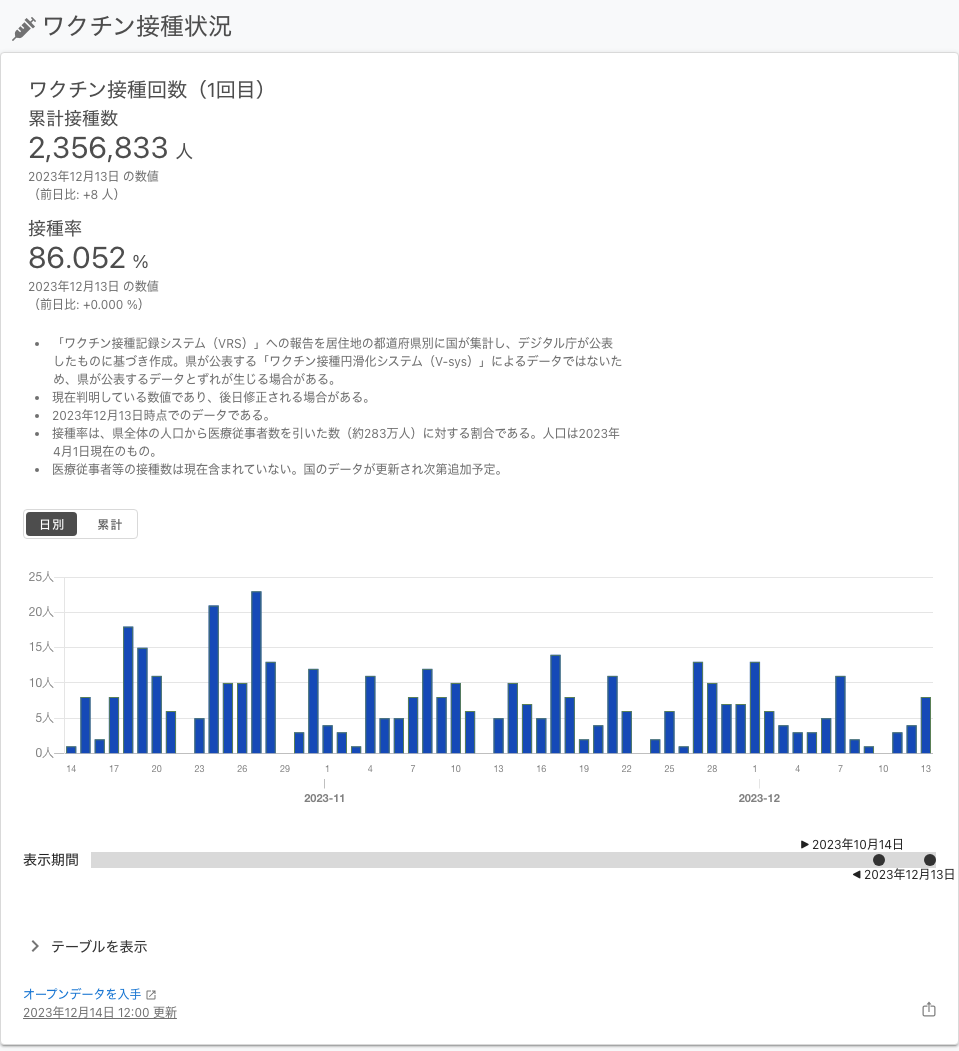 ワクチン接種状況
ワクチン接種回数（1回目）
累計接種数
2,356,833 人
2023年12月13日 の数値
（前日比: +8 人）
接種率
86.052 %
2023年12月13日 の数値
（前日比: +0.000 %）
• 「ワクチン接種記録システム（VRS）」への報告を居住地の都道府県別に国が集計し、デジタル庁が公表
したものに基づき作成。県が公表する「ワクチン接種円滑化システム（V-sys）」によるデータではないた
め、県が公表するデータとずれが生じる場合がある。
• 現在判明している数値であり、後日修正される場合がある。
• 2023年12月13日時点でのデータである。
• 接種率は、県全体の人口から医療従事者数を引いた数（約283万人）に対する割合である。人口は2023年
4月1日現在のもの。
• 医療従事者等の接種数は現在含まれていない。国のデータが更新され次第追加予定。
日別 累計
25人
20人
15人
10人
5人
0人
14 17 20 23 26 29 1 4 7 10 13 16 19 22 25 28 1 4 7 10 13
2023-11 2023-12
▶ 2023年10月14日
表示期間
◀ 2023年12月13日
テーブルを表示
オープンデータを入手
2023年12月14日 12:00 更新